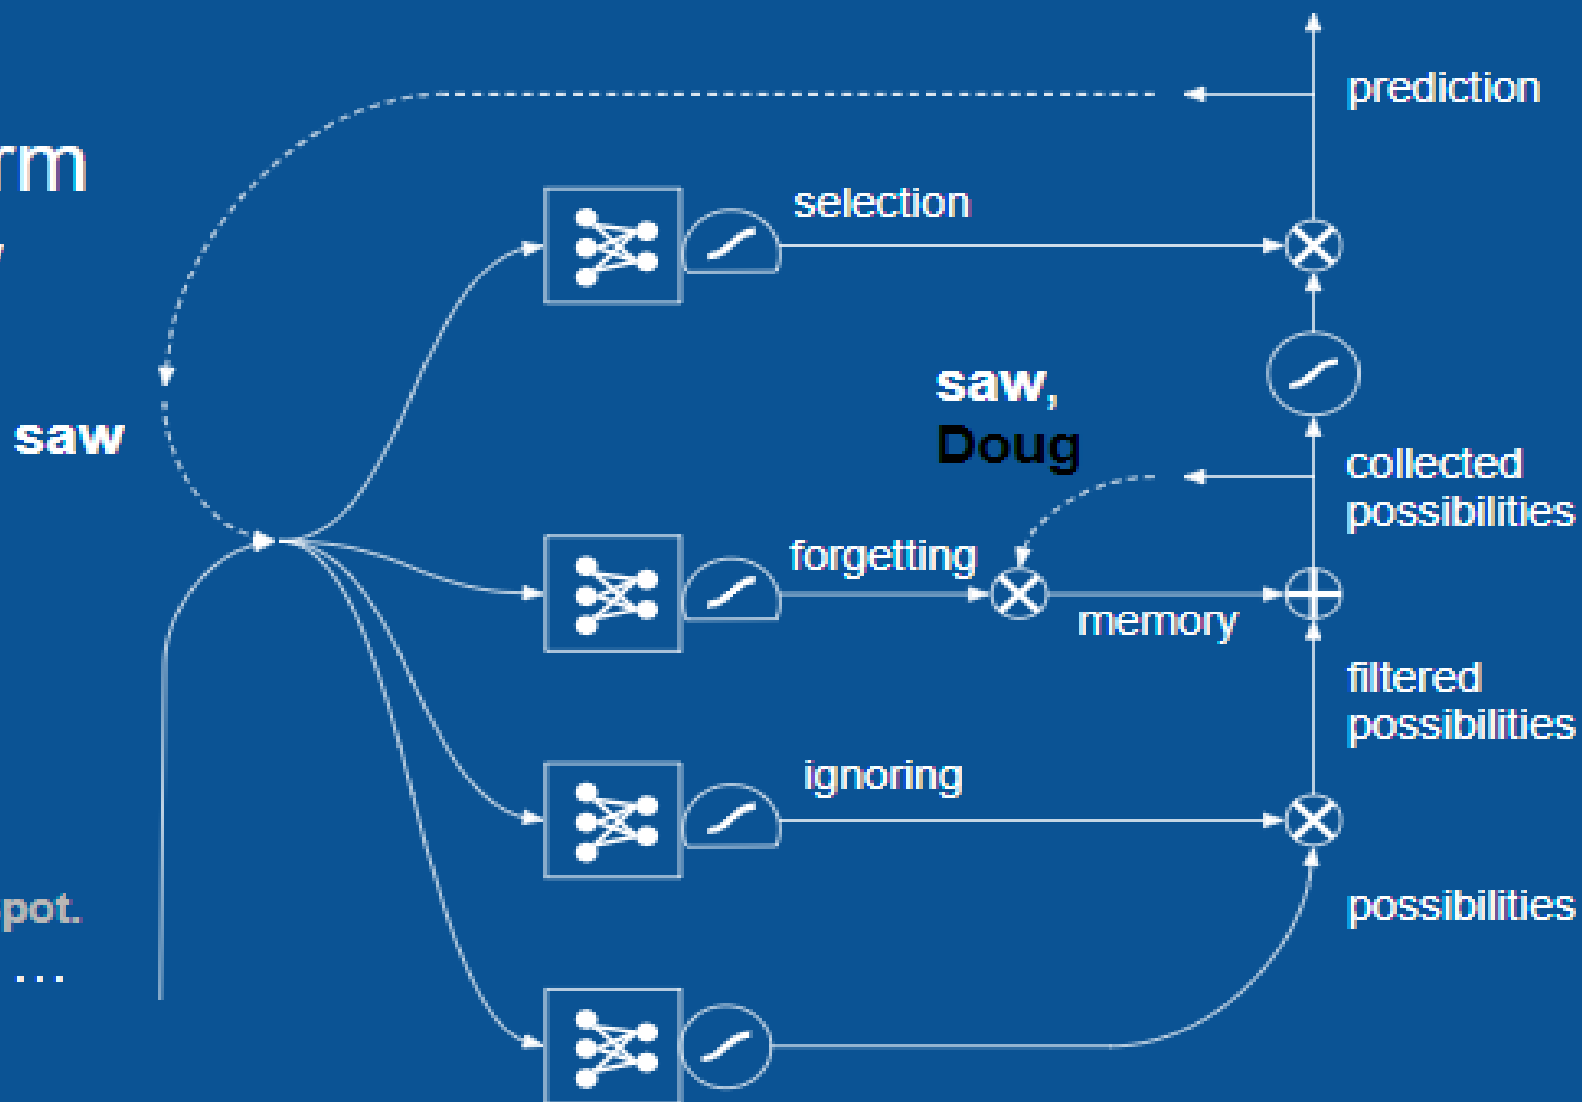 prediction
rm
selection
saw,
Doug
saw
collected
possibilities
forgetting
memory
filtered
possibilities
ignoring
pot.
possibilities
...